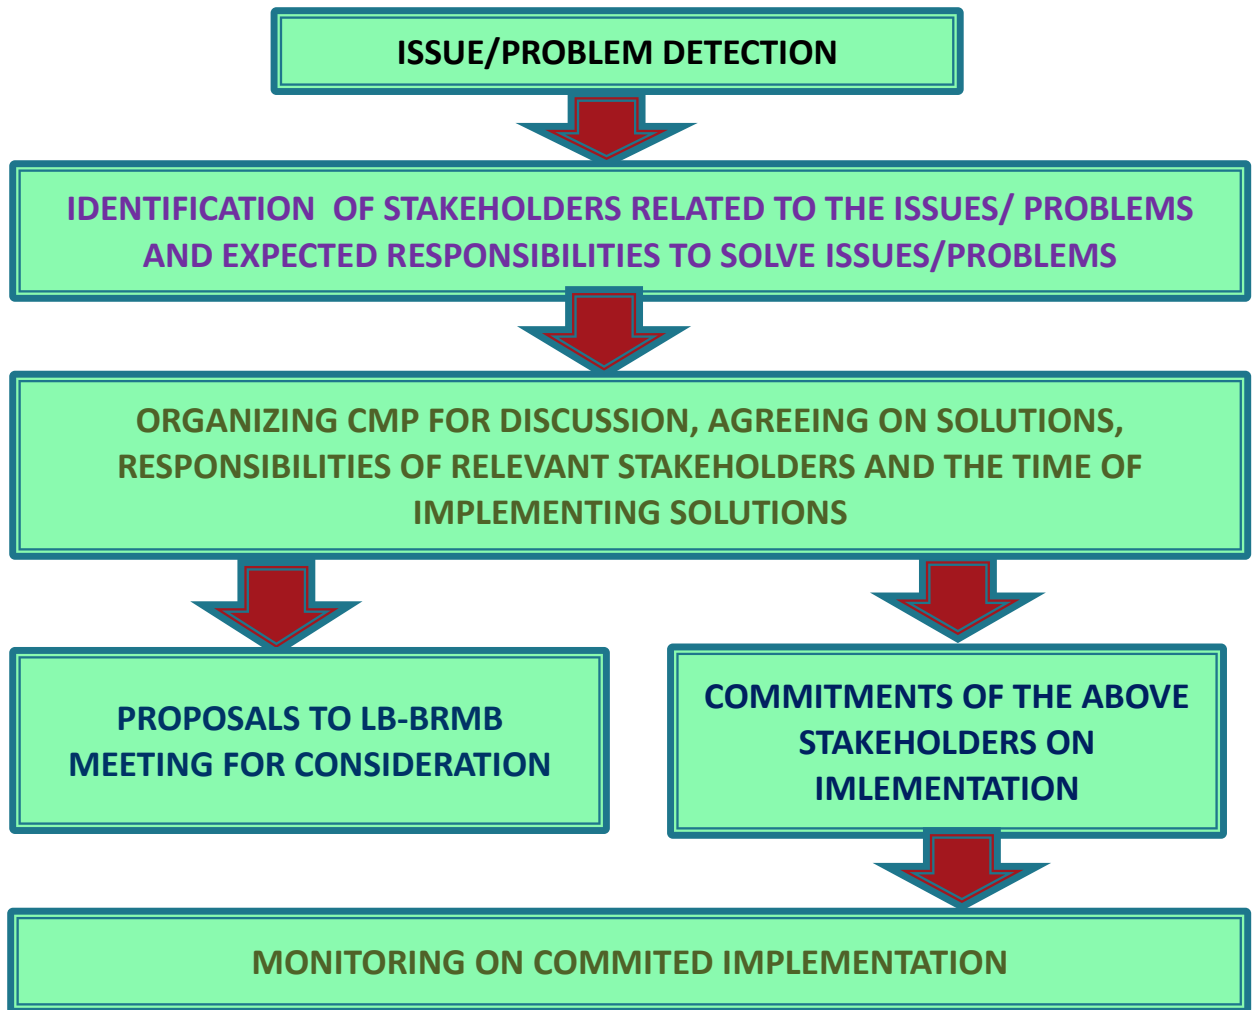 ISSUE/PROBLEM DETECTION
IDENTIFICATION OF STAKEHOLDERS RELATED TO THE ISSUES/ PROBLEMS
AND EXPECTED RESPONSIBILITIES TO SOLVE ISSUES/PROBLEMS
ORGANIZING CMP FOR DISCUSSION, AGREEING ON SOLUTIONS,
RESPONSIBILITIES OF RELEVANT STAKEHOLDERS AND THE TIME OF
IMPLEMENTING SOLUTIONS
PROPOSALS TO LB-BRMB
MEETING FOR CONSIDERATION
COMMITMENTS OF THE ABOVE
STAKEHOLDERS ON
IMLEMENTATION
MONITORING ON COMMITED IMPLEMENTATION